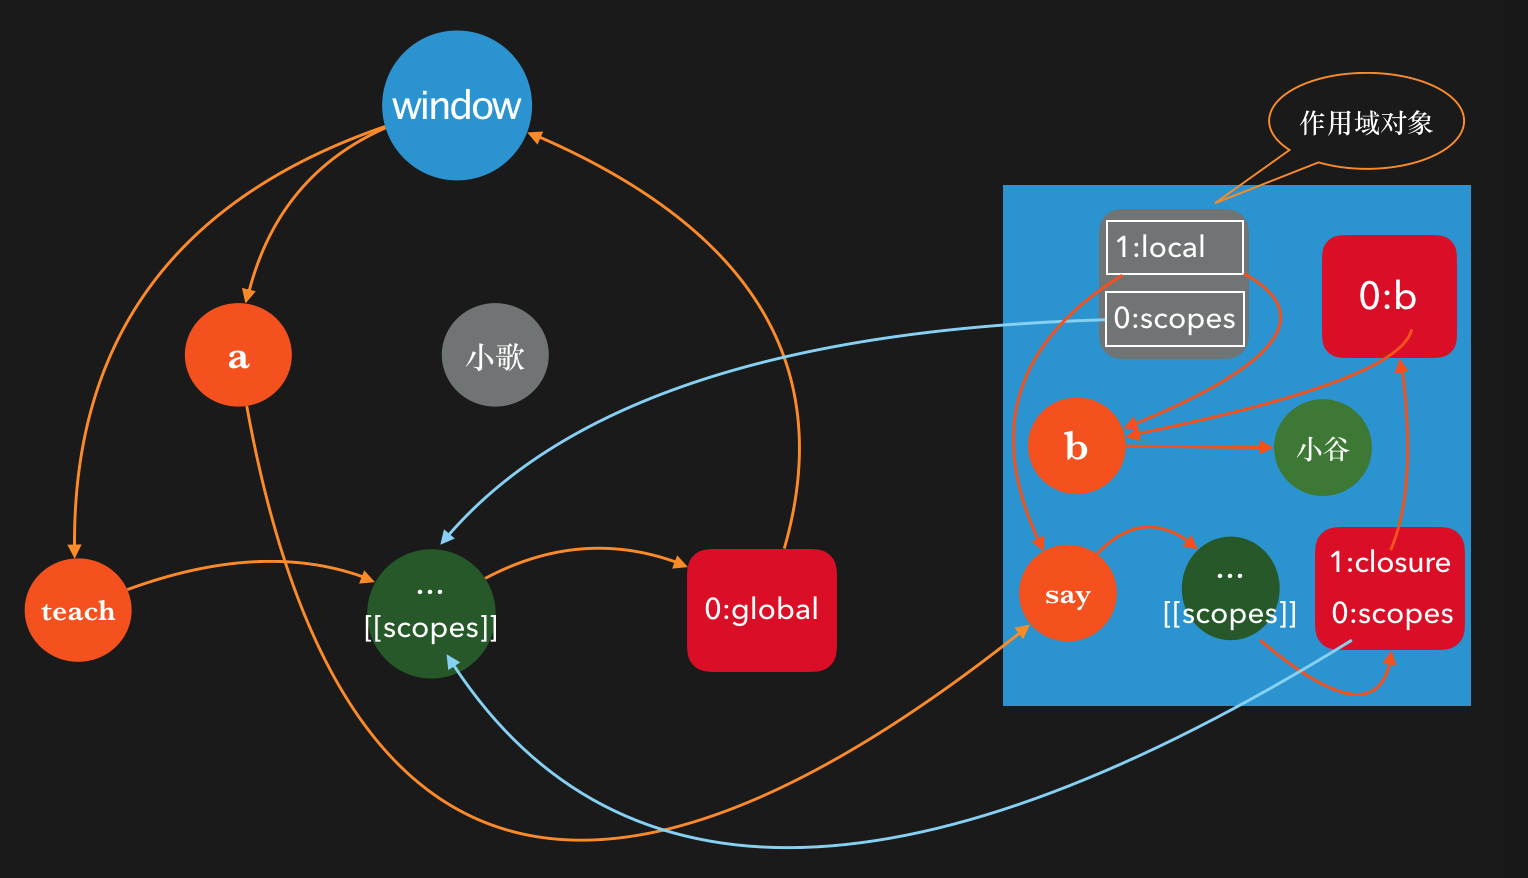 window
作用域对象
1:local
0:scopes
0:b
a
小歌
b
小谷
teach
...
[[scopes]]
0:global
say
...
[[scopes]]
1:closure
0:scopes